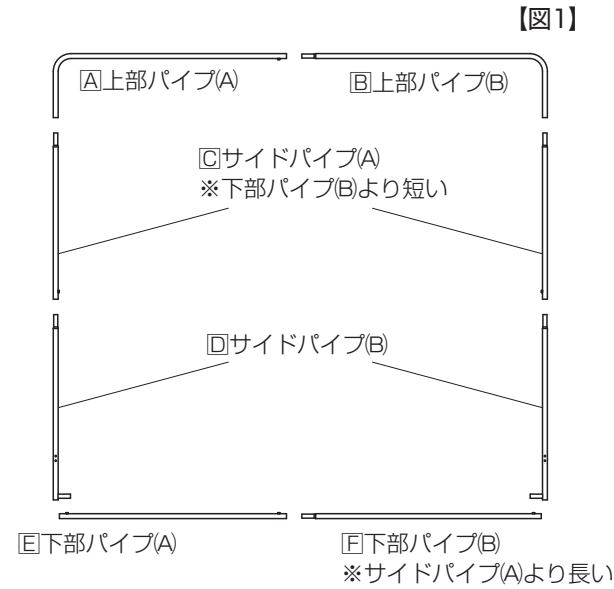 【図1】
🄰上部パイプ(A)
🄱上部パイプ(B)
🄲サイドパイプ(A)
※下部パイプ(B)より短い
🄳サイドパイプ(B)
🄴下部パイプ(A)
🄵下部パイプ(B)
※サイドパイプ(A)より長い